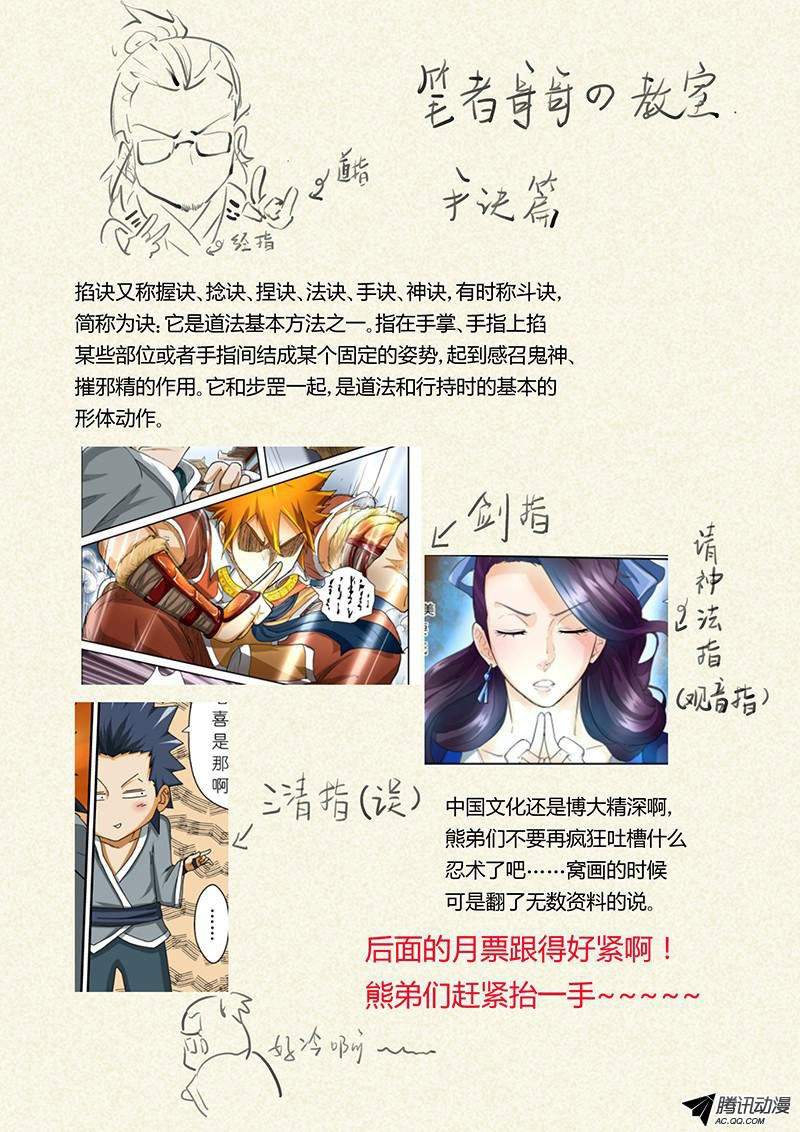 笔者哥哥の教室
手诀篇
道指
经指
掐诀又称握诀、捻诀、捏诀、法诀、手诀、神诀,有时称斗诀,
简称为诀;它是道法基本方法之一。指在手掌、手指上掐
某些部位或者手指间结成某个固定的姿势,起到感召鬼神、
摧邪精的作用。它和步罡一起,是道法和行持时的基本的
形体动作。
剑指
请神法指
(观音指)
喜是那啊
……
三清指(误)
中国文化还是博大精深啊,
熊弟们不要再疯狂吐槽什么
忍术了吧……窝画的时候
可是翻了无数资料的说。
后面的月票跟得好紧啊!
熊弟们赶紧抬一手~~~~~
好冷啊~~
腾讯动漫
AC.QQ.COM